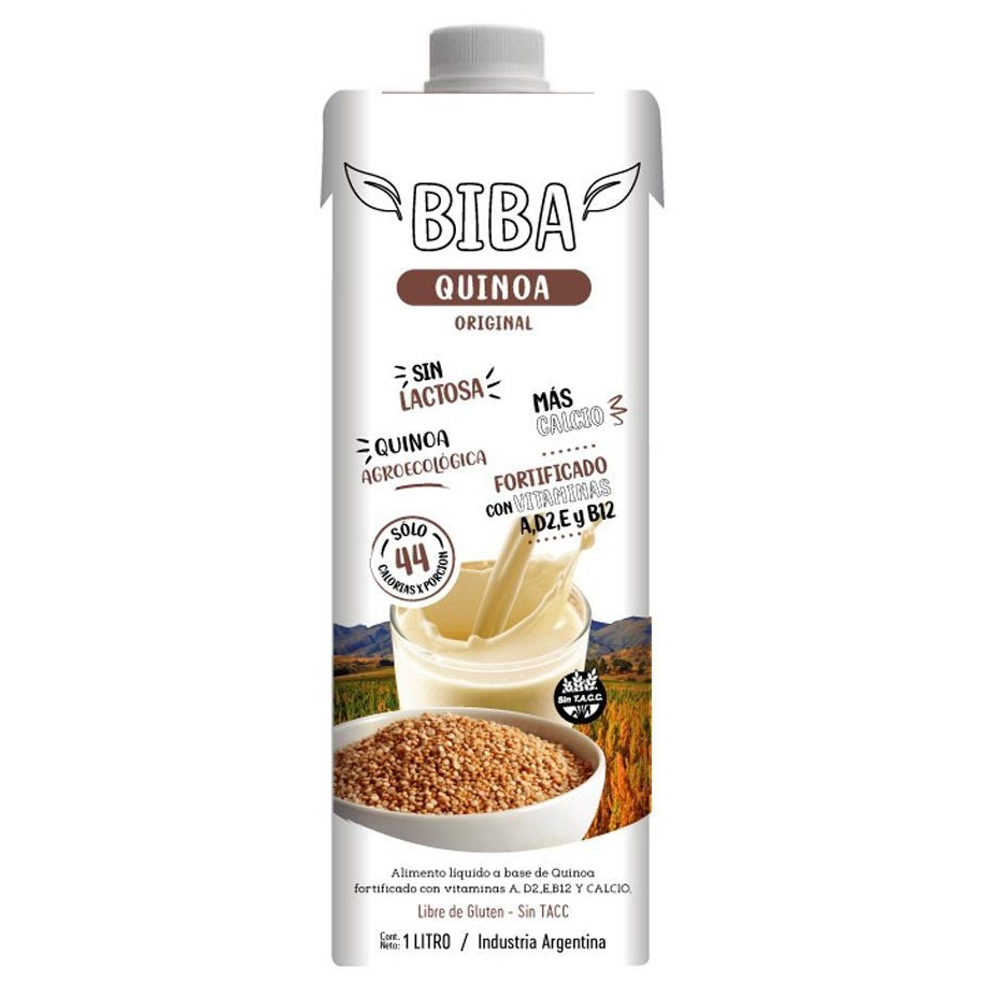 BIBA
QUINOA
ORIGINAL
SIN
LACTOSA
MÁS
CALCIO
QUINOA
AGROECOLÓGICA
FORTIFICADO
CON VITAMINAS
A,D2,E y B12
SÓLO
44
CALORIAS X PORCIÓN
Sin T.A.C.C.
Alimento líquido a base de Quinoa
fortificado con vitaminas A, D2,E,B12 Y CALCIO.
Libre de Gluten - Sin TACC
Cont. Neto: 1 LITRO / Industria Argentina